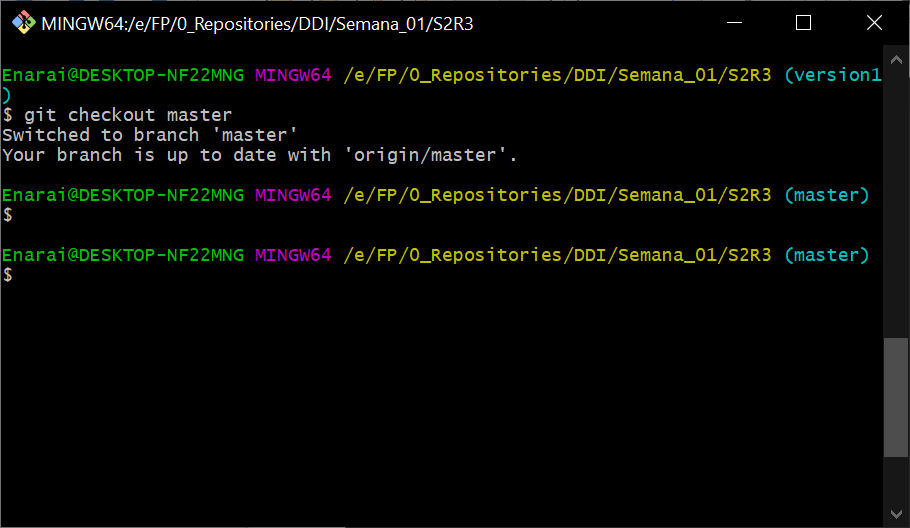 MINGW64:/e/FP/0_Repositories/DDI/Semana_01/S2R3
Enarai@DESKTOP-NF22MNG MINGW64 /e/FP/0_Repositories/DDI/Semana_01/S2R3 (version1
)
$ git checkout master
Switched to branch 'master'
Your branch is up to date with 'origin/master'.
Enarai@DESKTOP-NF22MNG MINGW64 /e/FP/0_Repositories/DDI/Semana_01/S2R3 (master)
$
Enarai@DESKTOP-NF22MNG MINGW64 /e/FP/0_Repositories/DDI/Semana_01/S2R3 (master)
$